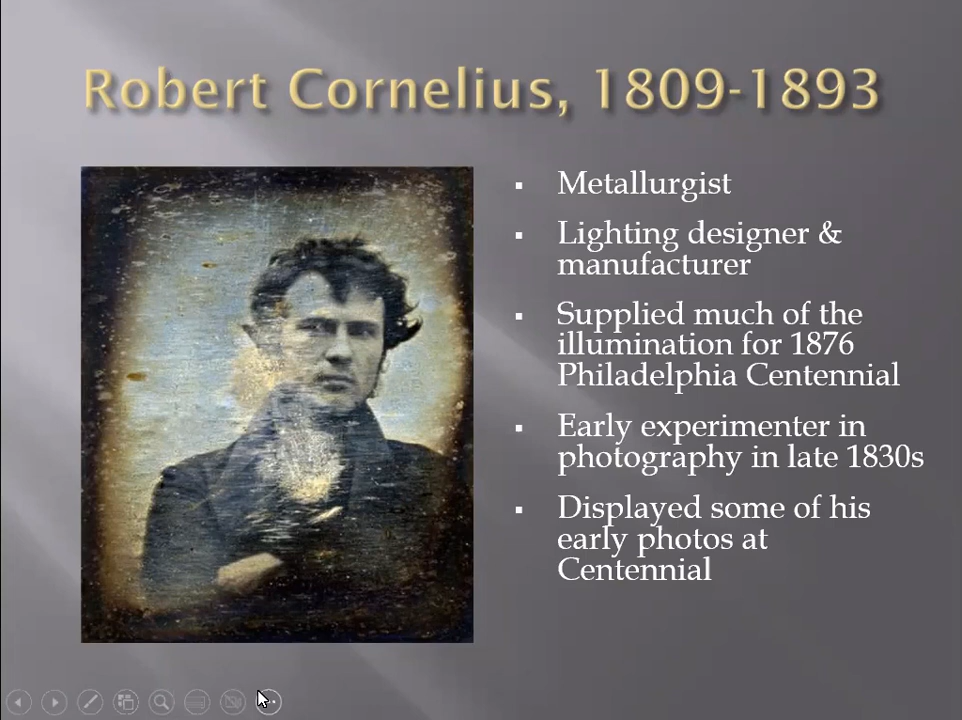 Robert Cornelius, 1809-1893
Metallurgist
Lighting designer &
manufacturer
Supplied much of the
illumination for 1876
Philadelphia Centennial
Early experimenter in
photography in late 1830s
Displayed some of his
early photos at
Centennial